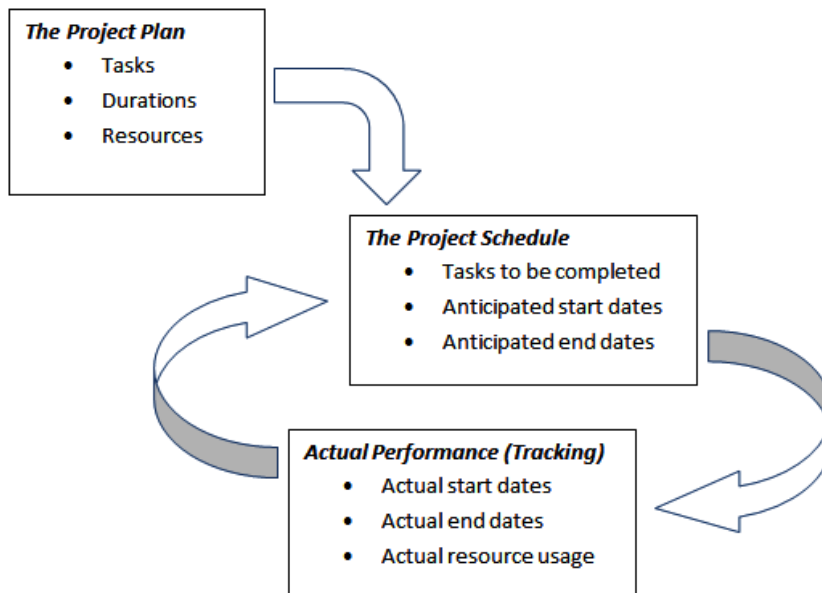 The Project Plan
• Tasks
• Durations
• Resources
The Project Schedule
• Tasks to be completed
• Anticipated start dates
• Anticipated end dates
Actual Performance (Tracking)
• Actual start dates
• Actual end dates
• Actual resource usage